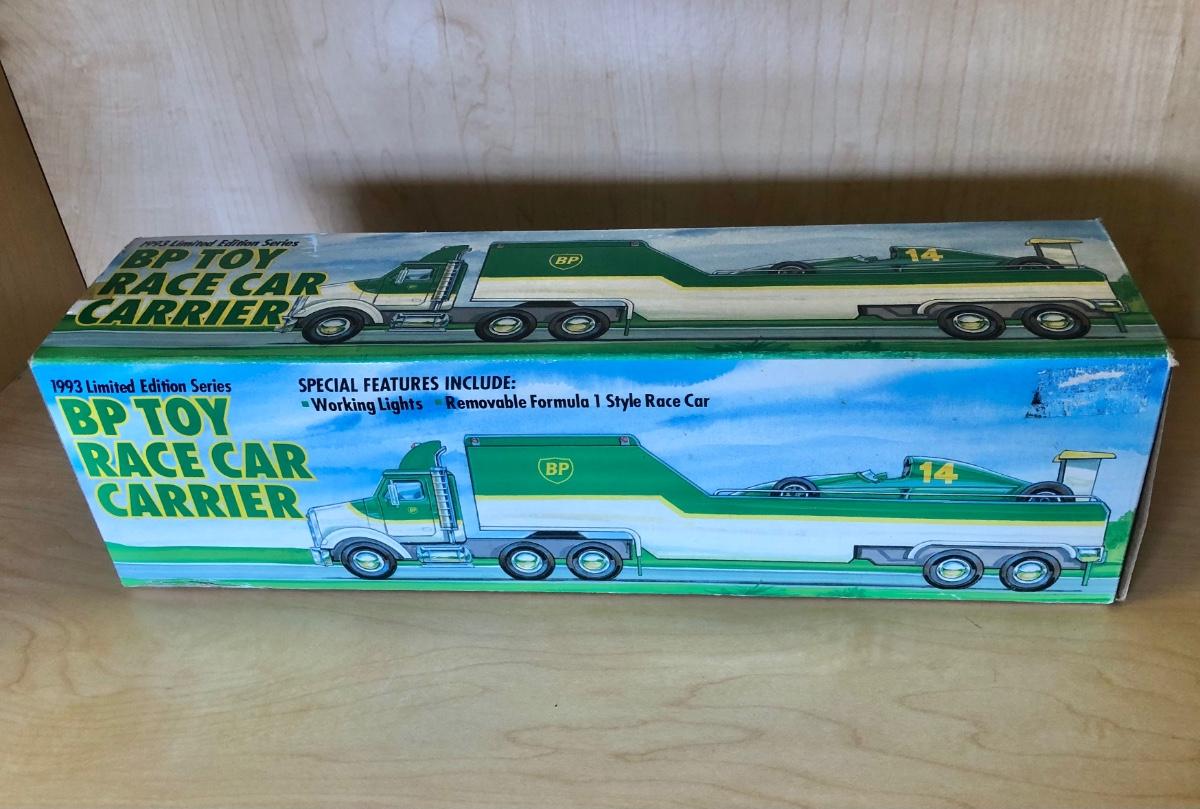 1993 Limited Edition Series
BP TOY
RACE CAR
CARRIER
BP
14
1993 Limited Edition Series
BP TOY
RACE CAR
CARRIER
SPECIAL FEATURES INCLUDE:
▪ Working Lights ▪ Removable Formula 1 Style Race Car
BP
14
BP